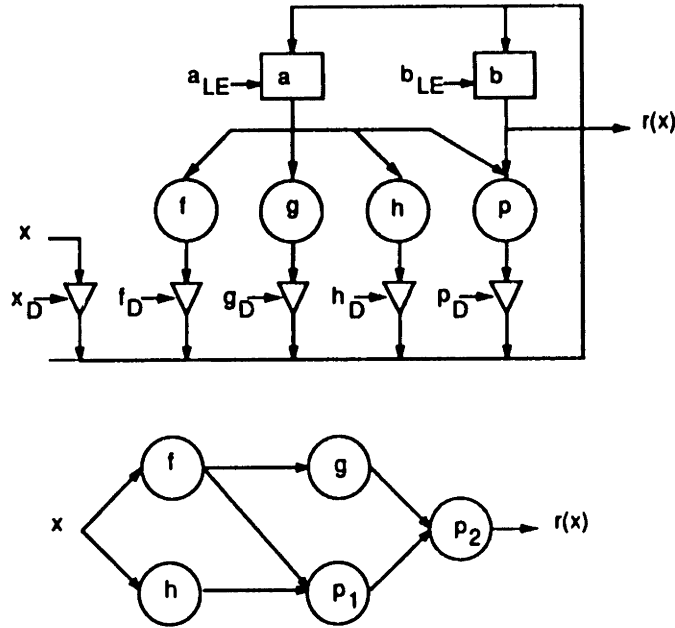 a_LE a b_LE b
r(x)
f g h p
x
x_D f_D g_D h_D p_D
f g
x p_2 r(x)
h p_1